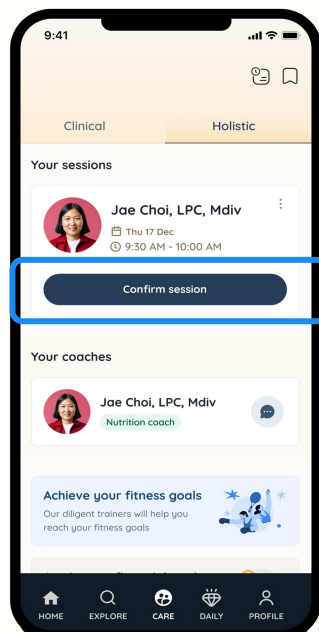 9:41
Clinical
Holistic
Your sessions
Jae Choi, LPC, Mdiv
Thu 17 Dec
9:30 AM - 10:00 AM
Confirm session
Your coaches
Jae Choi, LPC, Mdiv
Nutrition coach
Achieve your fitness goals
Our diligent trainers will help you
reach your fitness goals
HOME
EXPLORE
CARE
DAILY
PROFILE